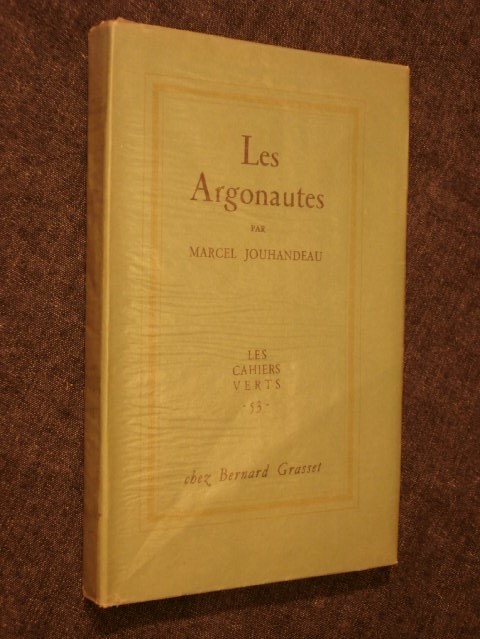 Les
Argonautes
PAR
MARCEL JOUHANDEAU
LES
CAHIERS
VERTS
- 53 -
chez Bernard Grasset